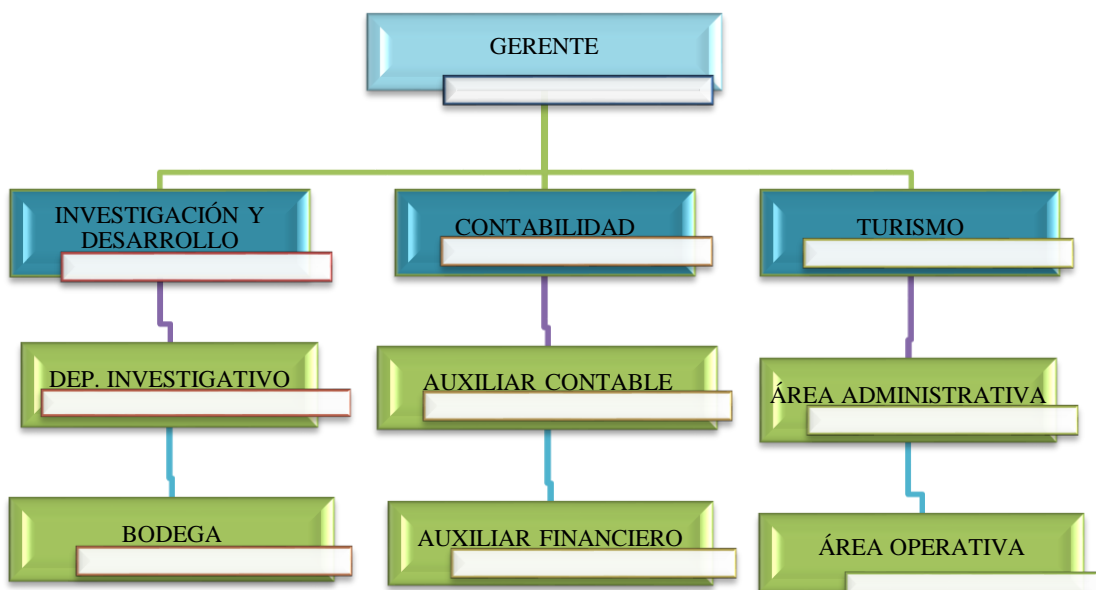 GERENTE
INVESTIGACIÓN Y
DESARROLLO
CONTABILIDAD
TURISMO
DEP. INVESTIGATIVO
AUXILIAR CONTABLE
ÁREA ADMINISTRATIVA
BODEGA
AUXILIAR FINANCIERO
ÁREA OPERATIVA